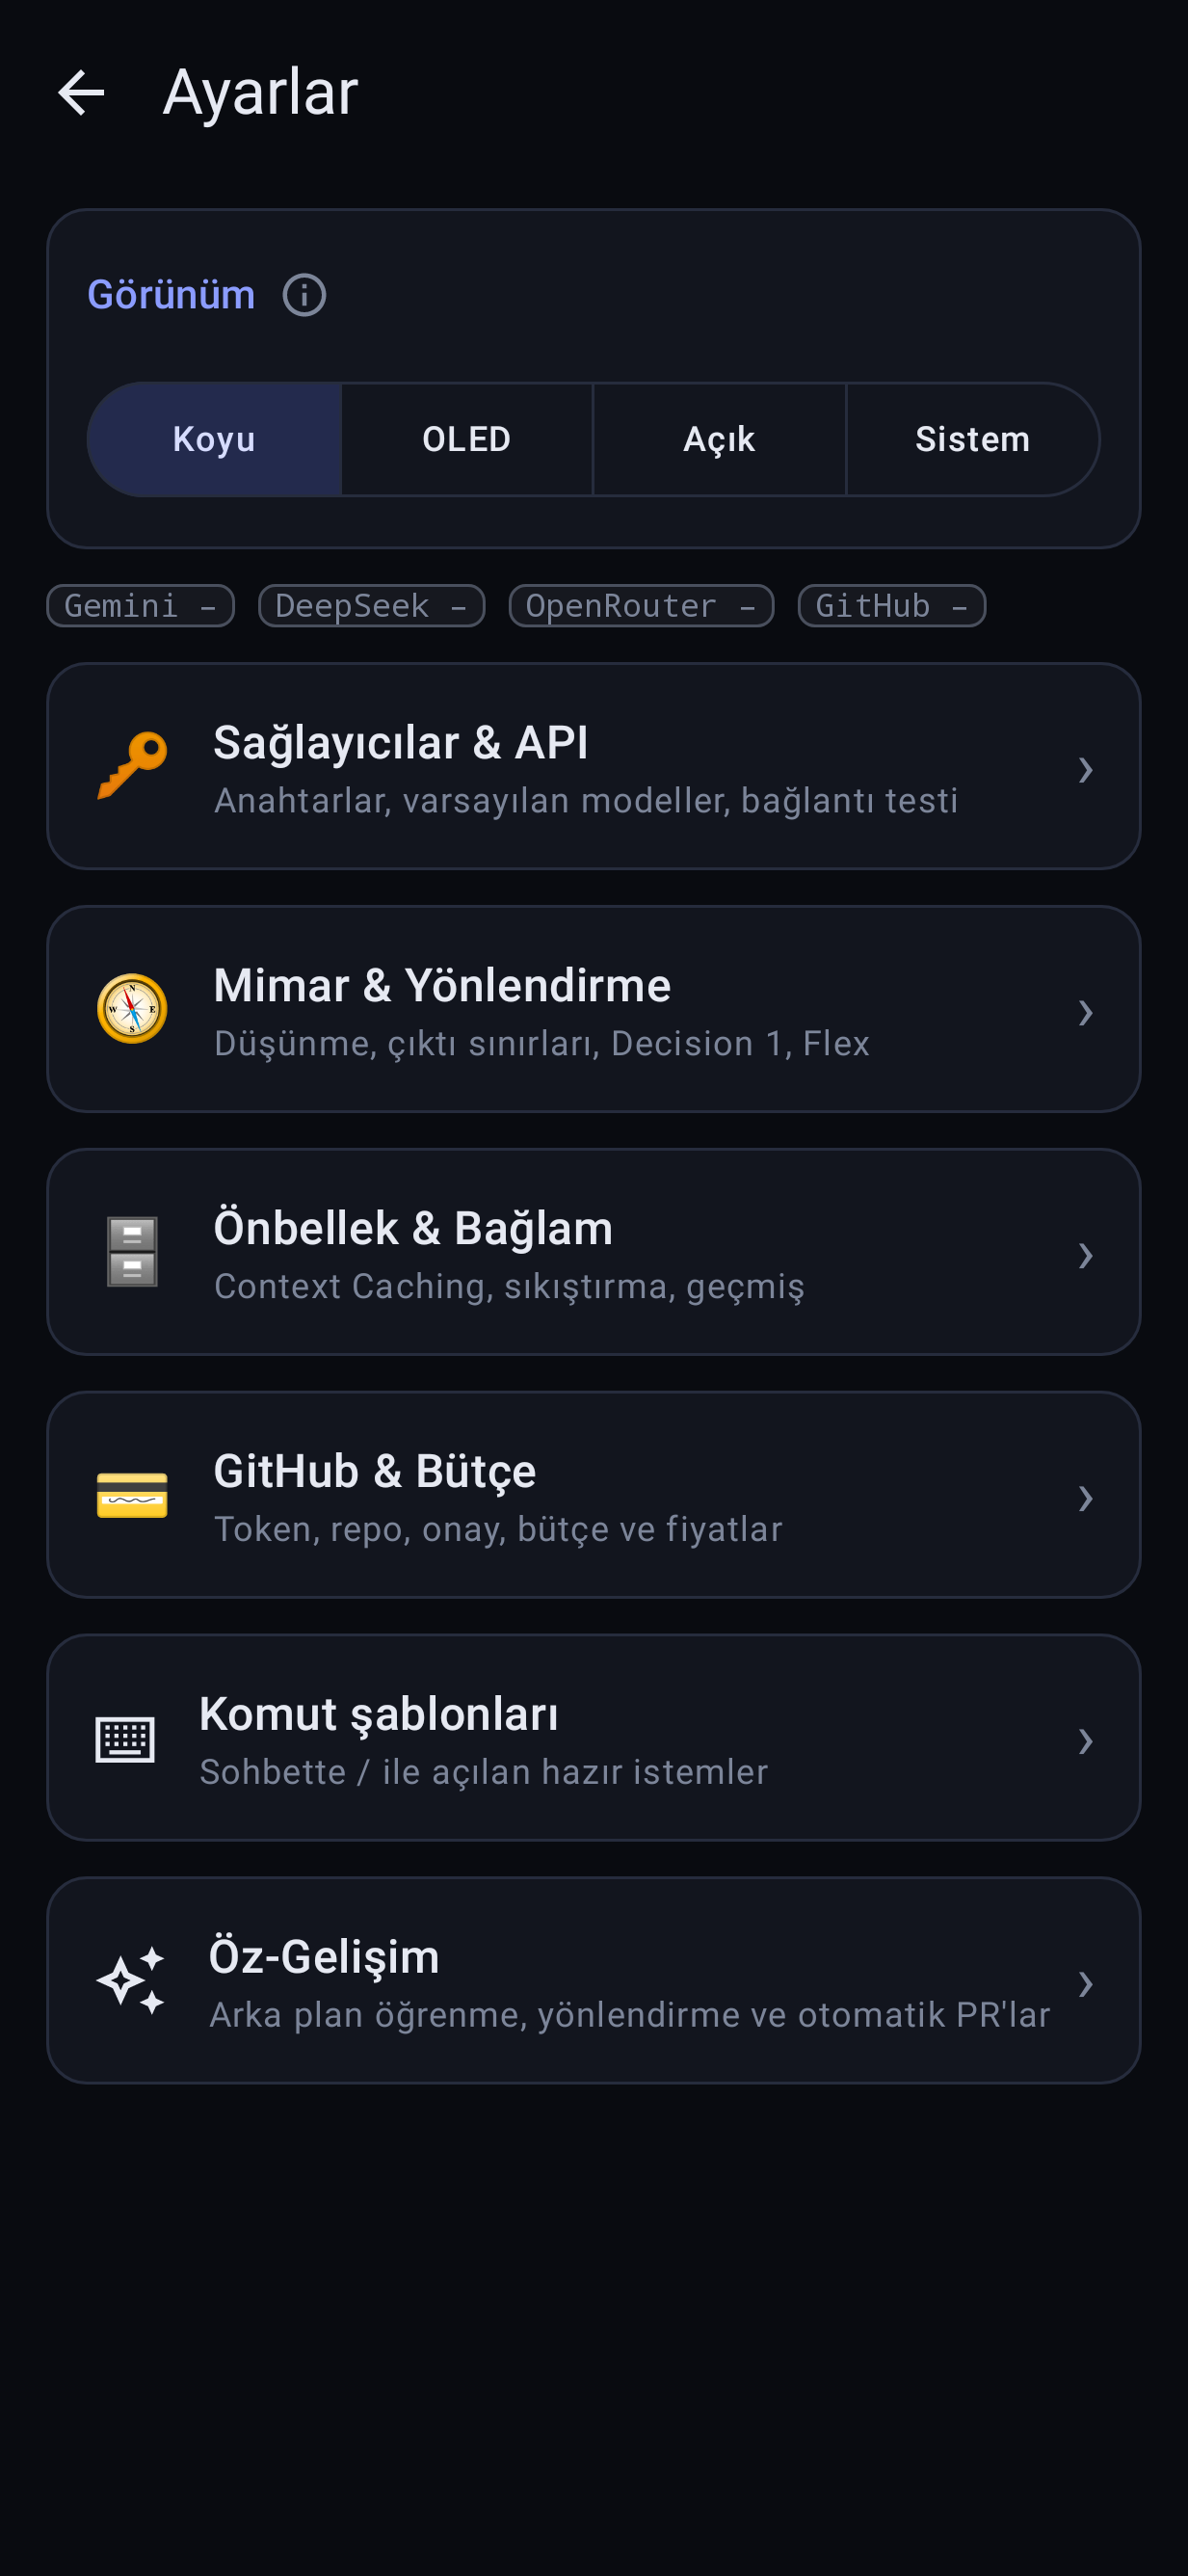 Ayarlar
Görünüm
Koyu OLED Açık Sistem
Gemini – DeepSeek – OpenRouter – GitHub –
Sağlayıcılar & API
Anahtarlar, varsayılan modeller, bağlantı testi
Mimar & Yönlendirme
Düşünme, çıktı sınırları, Decision 1, Flex
Önbellek & Bağlam
Context Caching, sıkıştırma, geçmiş
GitHub & Bütçe
Token, repo, onay, bütçe ve fiyatlar
Komut şablonları
Sohbette / ile açılan hazır istemler
Öz-Gelişim
Arka plan öğrenme, yönlendirme ve otomatik PR'lar